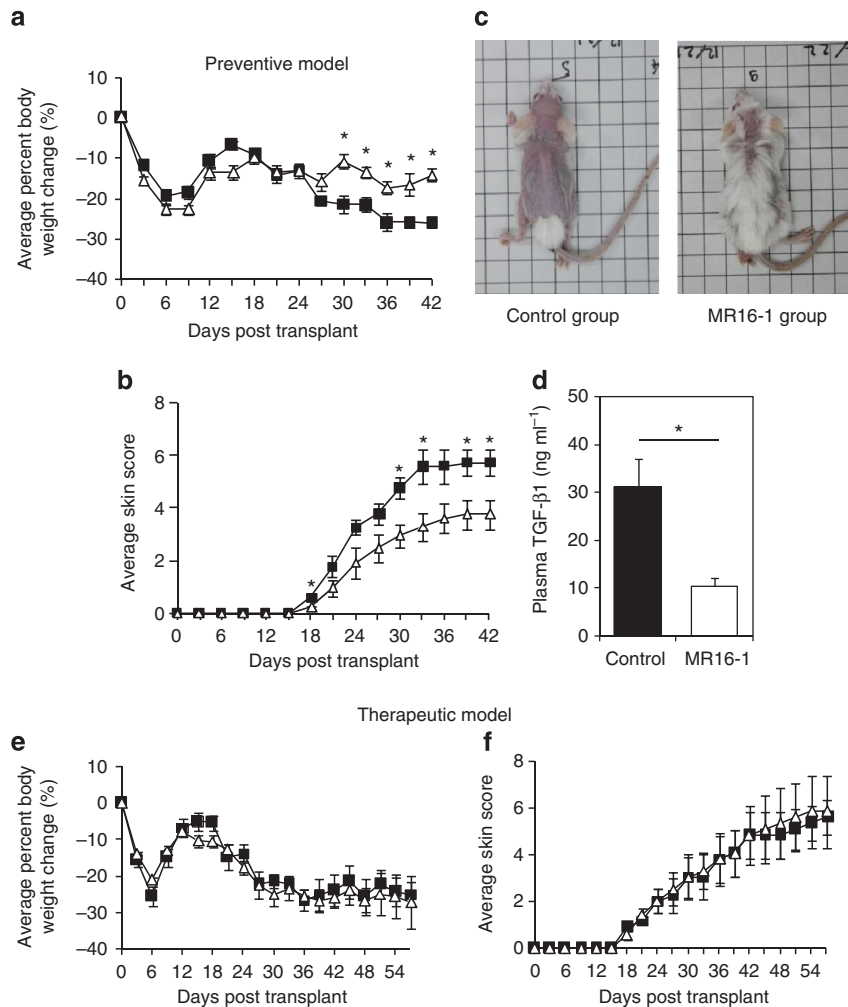 a
Preventive model
Average percent body
weight change (%)
10
0
–10
–20
–30
–40
* * * * *
0 6 12 18 24 30 36 42
Days post transplant
c
Control group
MR16-1 group
b
Average skin score
8
6
4
2
0
* * * * *
0 6 12 18 24 30 36 42
Days post transplant
d
Plasma TGF-β1 (ng ml⁻¹)
50
40
30
20
10
0
*
Control MR16-1
Therapeutic model
e
Average percent body
weight change (%)
10
0
–10
–20
–30
–40
0 6 12 18 24 30 36 42 48 54
Days post transplant
f
Average skin score
8
6
4
2
0
0 6 12 18 24 30 36 42 48 54
Days post transplant